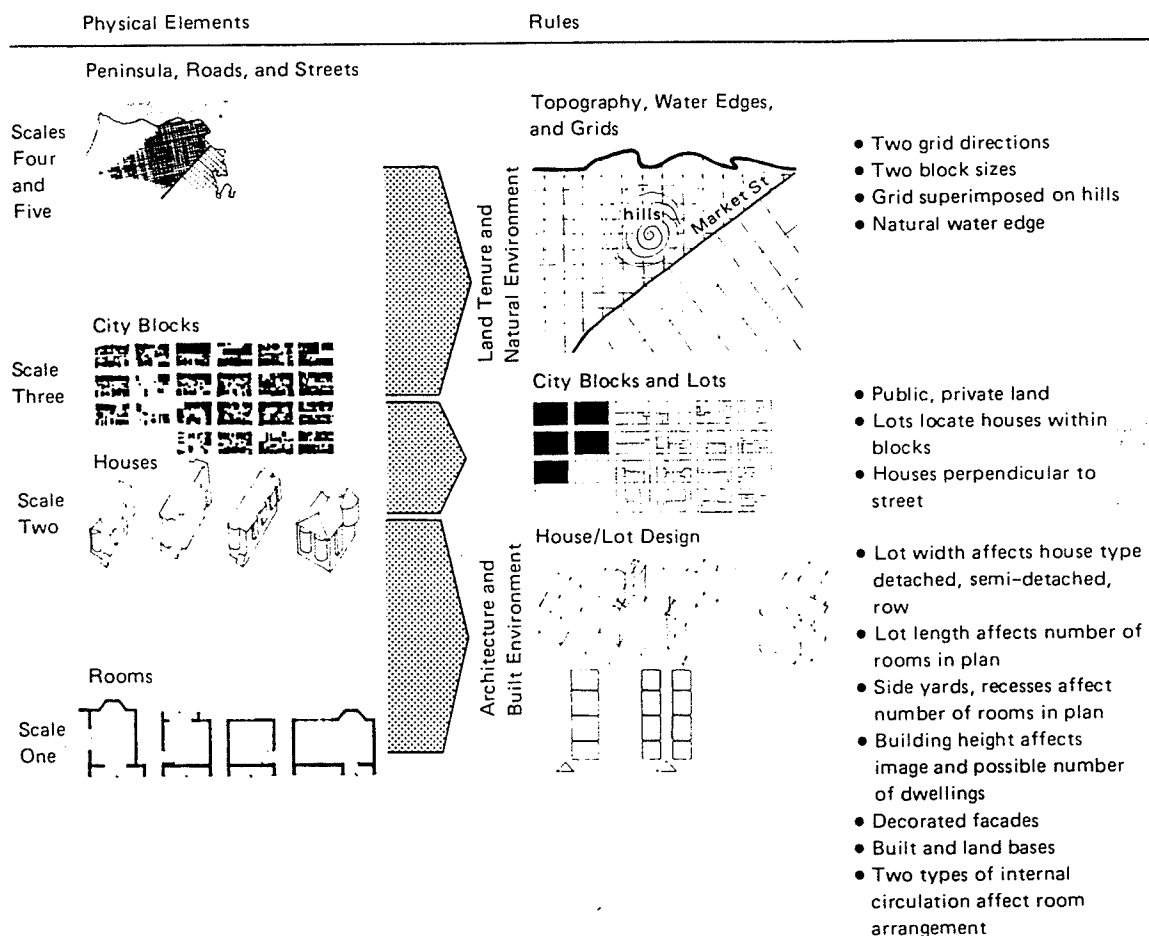 Physical Elements
Rules
Peninsula, Roads, and Streets
Scales
Four
and
Five
City Blocks
Scale
Three
Houses
Scale
Two
Rooms
Scale
One
Land Tenure and
Natural Environment
Architecture and
Built Environment
Topography, Water Edges,
and Grids
hills
Market St
City Blocks and Lots
House/Lot Design
• Two grid directions
• Two block sizes
• Grid superimposed on hills
• Natural water edge
• Public, private land
• Lots locate houses within
blocks
• Houses perpendicular to
street
• Lot width affects house type
detached, semi-detached,
row
• Lot length affects number of
rooms in plan
• Side yards, recesses affect
number of rooms in plan
• Building height affects
image and possible number
of dwellings
• Decorated facades
• Built and land bases
• Two types of internal
circulation affect room
arrangement